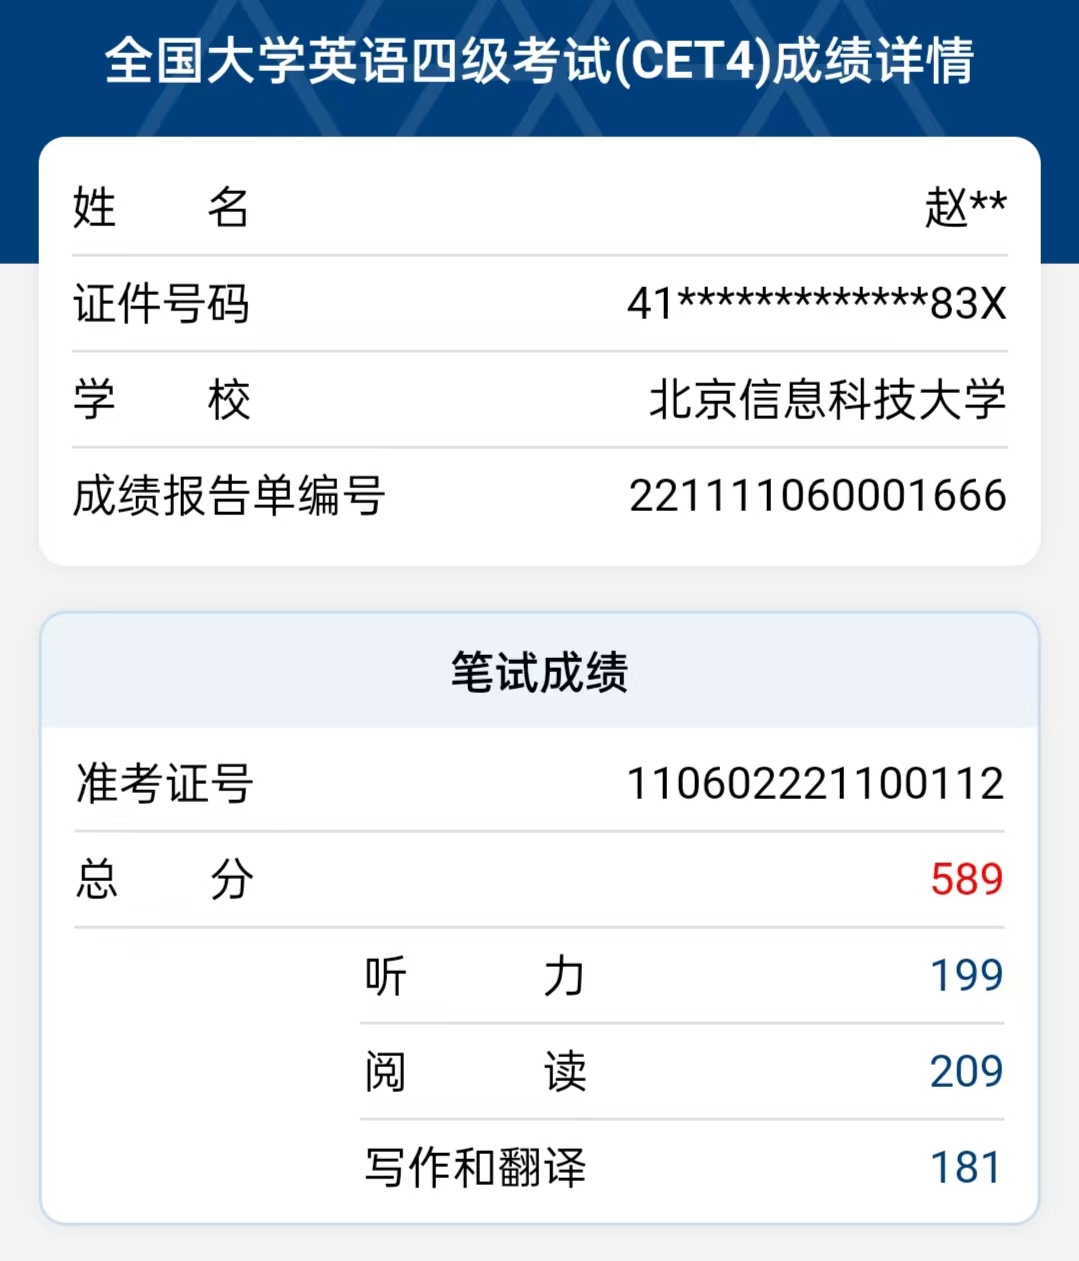 全国大学英语四级考试(CET4)成绩详情
姓 名 赵**
证件号码 41*************83X
学 校 北京信息科技大学
成绩报告单编号 221111060001666
笔试成绩
准考证号 110602221100112
总 分 589
听 力 199
阅 读 209
写作和翻译 181